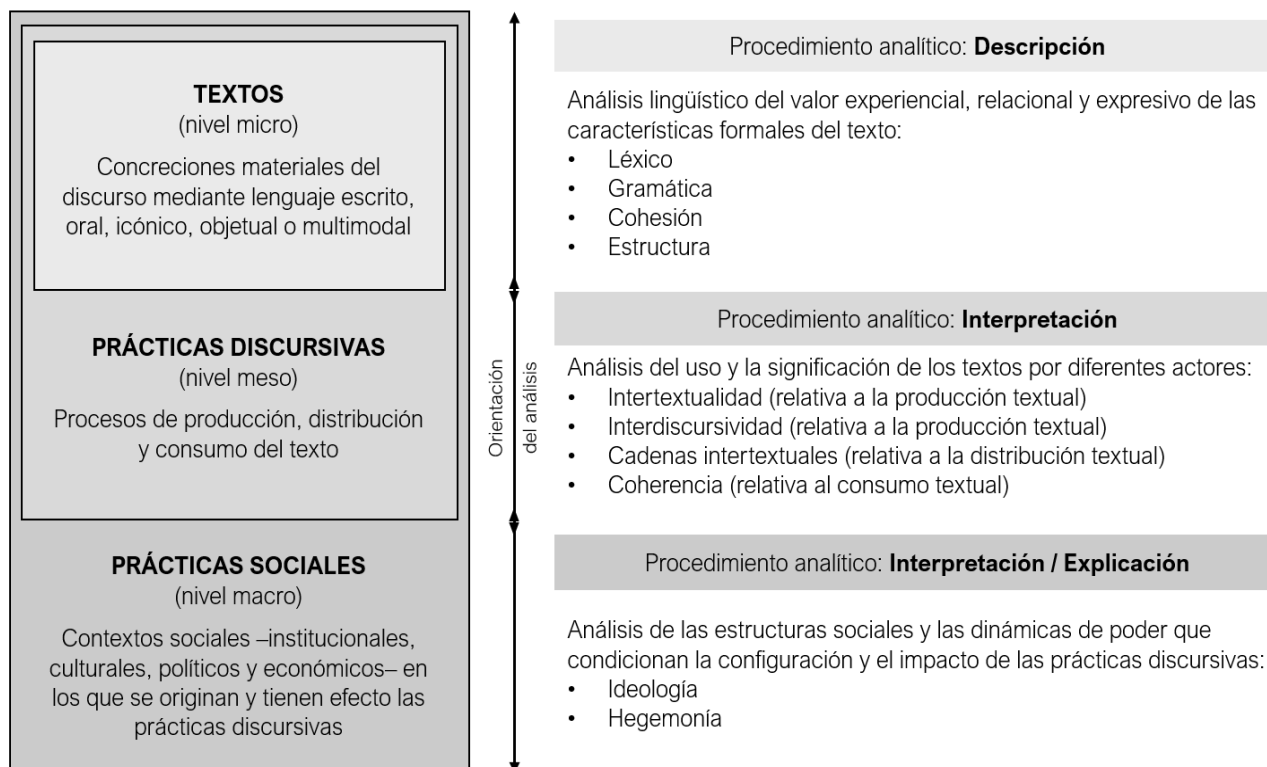 TEXTOS
(nivel micro)
Concreciones materiales del
discurso mediante lenguaje escrito,
oral, icónico, objetual o multimodal
PRÁCTICAS DISCURSIVAS
(nivel meso)
Procesos de producción, distribución
y consumo del texto
PRÁCTICAS SOCIALES
(nivel macro)
Contextos sociales –institucionales,
culturales, políticos y económicos– en
los que se originan y tienen efecto las
prácticas discursivas
Orientación
del análisis
Procedimiento analítico: Descripción
Análisis lingüístico del valor experiencial, relacional y expresivo de las
características formales del texto:
• Léxico
• Gramática
• Cohesión
• Estructura
Procedimiento analítico: Interpretación
Análisis del uso y la significación de los textos por diferentes actores:
• Intertextualidad (relativa a la producción textual)
• Interdiscursividad (relativa a la producción textual)
• Cadenas intertextuales (relativa a la distribución textual)
• Coherencia (relativa al consumo textual)
Procedimiento analítico: Interpretación / Explicación
Análisis de las estructuras sociales y las dinámicas de poder que
condicionan la configuración y el impacto de las prácticas discursivas:
• Ideología
• Hegemonía